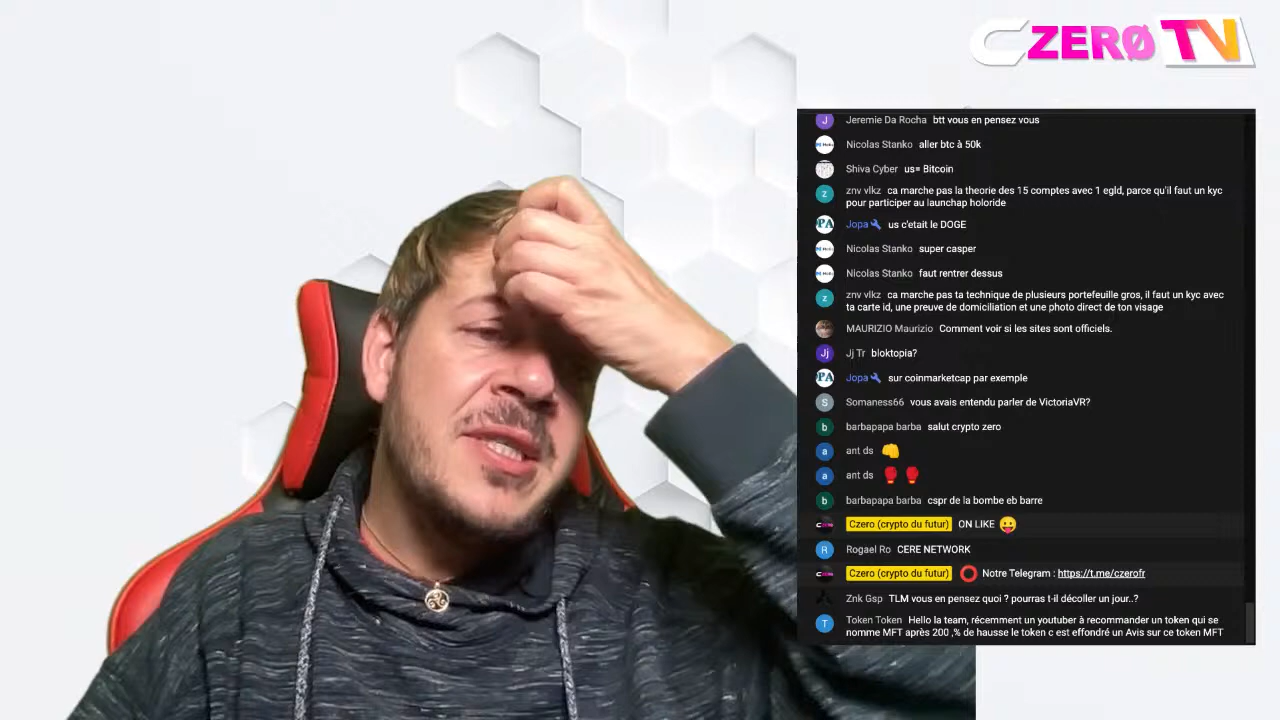 CZERØ TV
J Jeremie Da Rocha btt vous en pensez vous
Nicolas Stanko aller btc à 50k
Shiva Cyber us= Bitcoin
z znv vlkz ca marche pas la theorie des 15 comptes avec 1 egld, parce qu'il faut un kyc
pour participer au launchap holoride
PA Jopa us c'etait le DOGE
Nicolas Stanko super casper
Nicolas Stanko faut rentrer dessus
z znv vlkz ca marche pas ta technique de plusieurs portefeuille gros, il faut un kyc avec
ta carte id, une preuve de domiciliation et une photo direct de ton visage
MAURIZIO Maurizio Comment voir si les sites sont officiels.
Jj Jj Tr bloktopia?
PA Jopa sur coinmarketcap par exemple
S Somaness66 vous avais entendu parler de VictoriaVR?
b barbapapa barba salut crypto zero
a ant ds 👊
a ant ds 🥊🥊
b barbapapa barba cspr de la bombe eb barre
Czero (crypto du futur) ON LIKE 😛
R Rogael Ro CERE NETWORK
Czero (crypto du futur) ⭕ Notre Telegram : https://t.me/czerofr
Znk Gsp TLM vous en pensez quoi ? pourras t-il décoller un jour..?
T Token Token Hello la team, récemment un youtuber à recommander un token qui se
nomme MFT après 200 ,% de hausse le token c est effondré un Avis sur ce token MFT